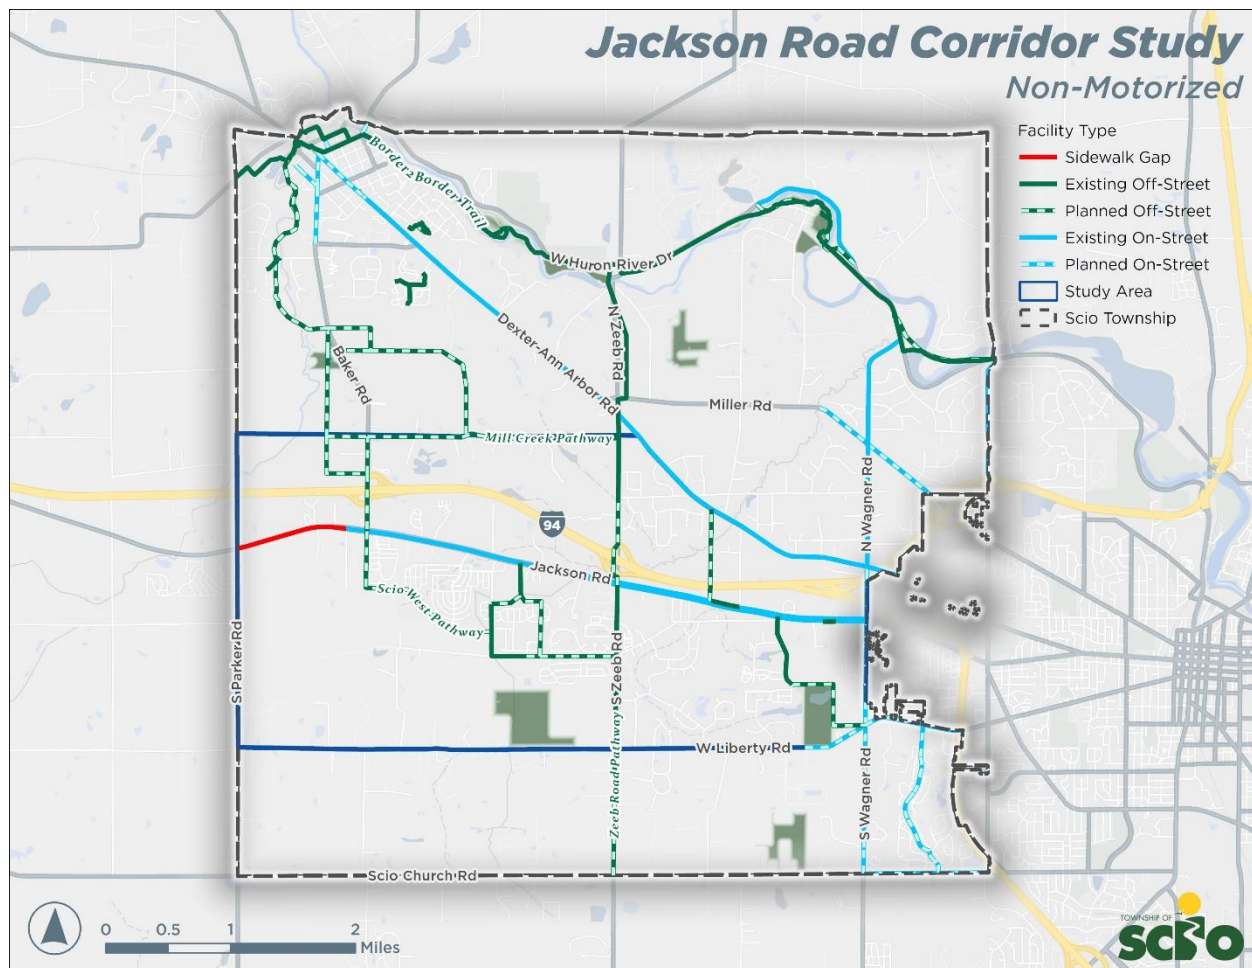 Jackson Road Corridor Study
Non-Motorized
Facility Type
Sidewalk Gap
Existing Off-Street
Planned Off-Street
Existing On-Street
Planned On-Street
Study Area
Scio Township
Border2Border Trail
W Huron River Dr
N Zeeb Rd
Dexter-Ann Arbor Rd
Baker Rd
Miller Rd
Mill Creek Pathway
N Wagner Rd
94
Jackson Rd
Scio West Pathway
S Parker Rd
S Zeeb Rd
W Liberty Rd
Zeeb Road Pathway
S Wagner Rd
Scio Church Rd
0 0.5 1 2
Miles
TOWNSHIP OF
SCIO